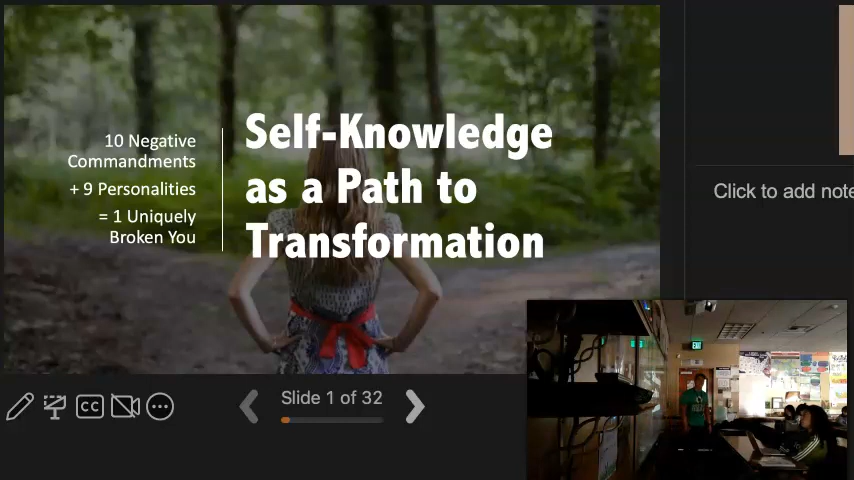 10 Negative
Commandments
+ 9 Personalities
= 1 Uniquely
Broken You
Self-Knowledge
as a Path to
Transformation
Click to add note
CC
Slide 1 of 32
EXIT